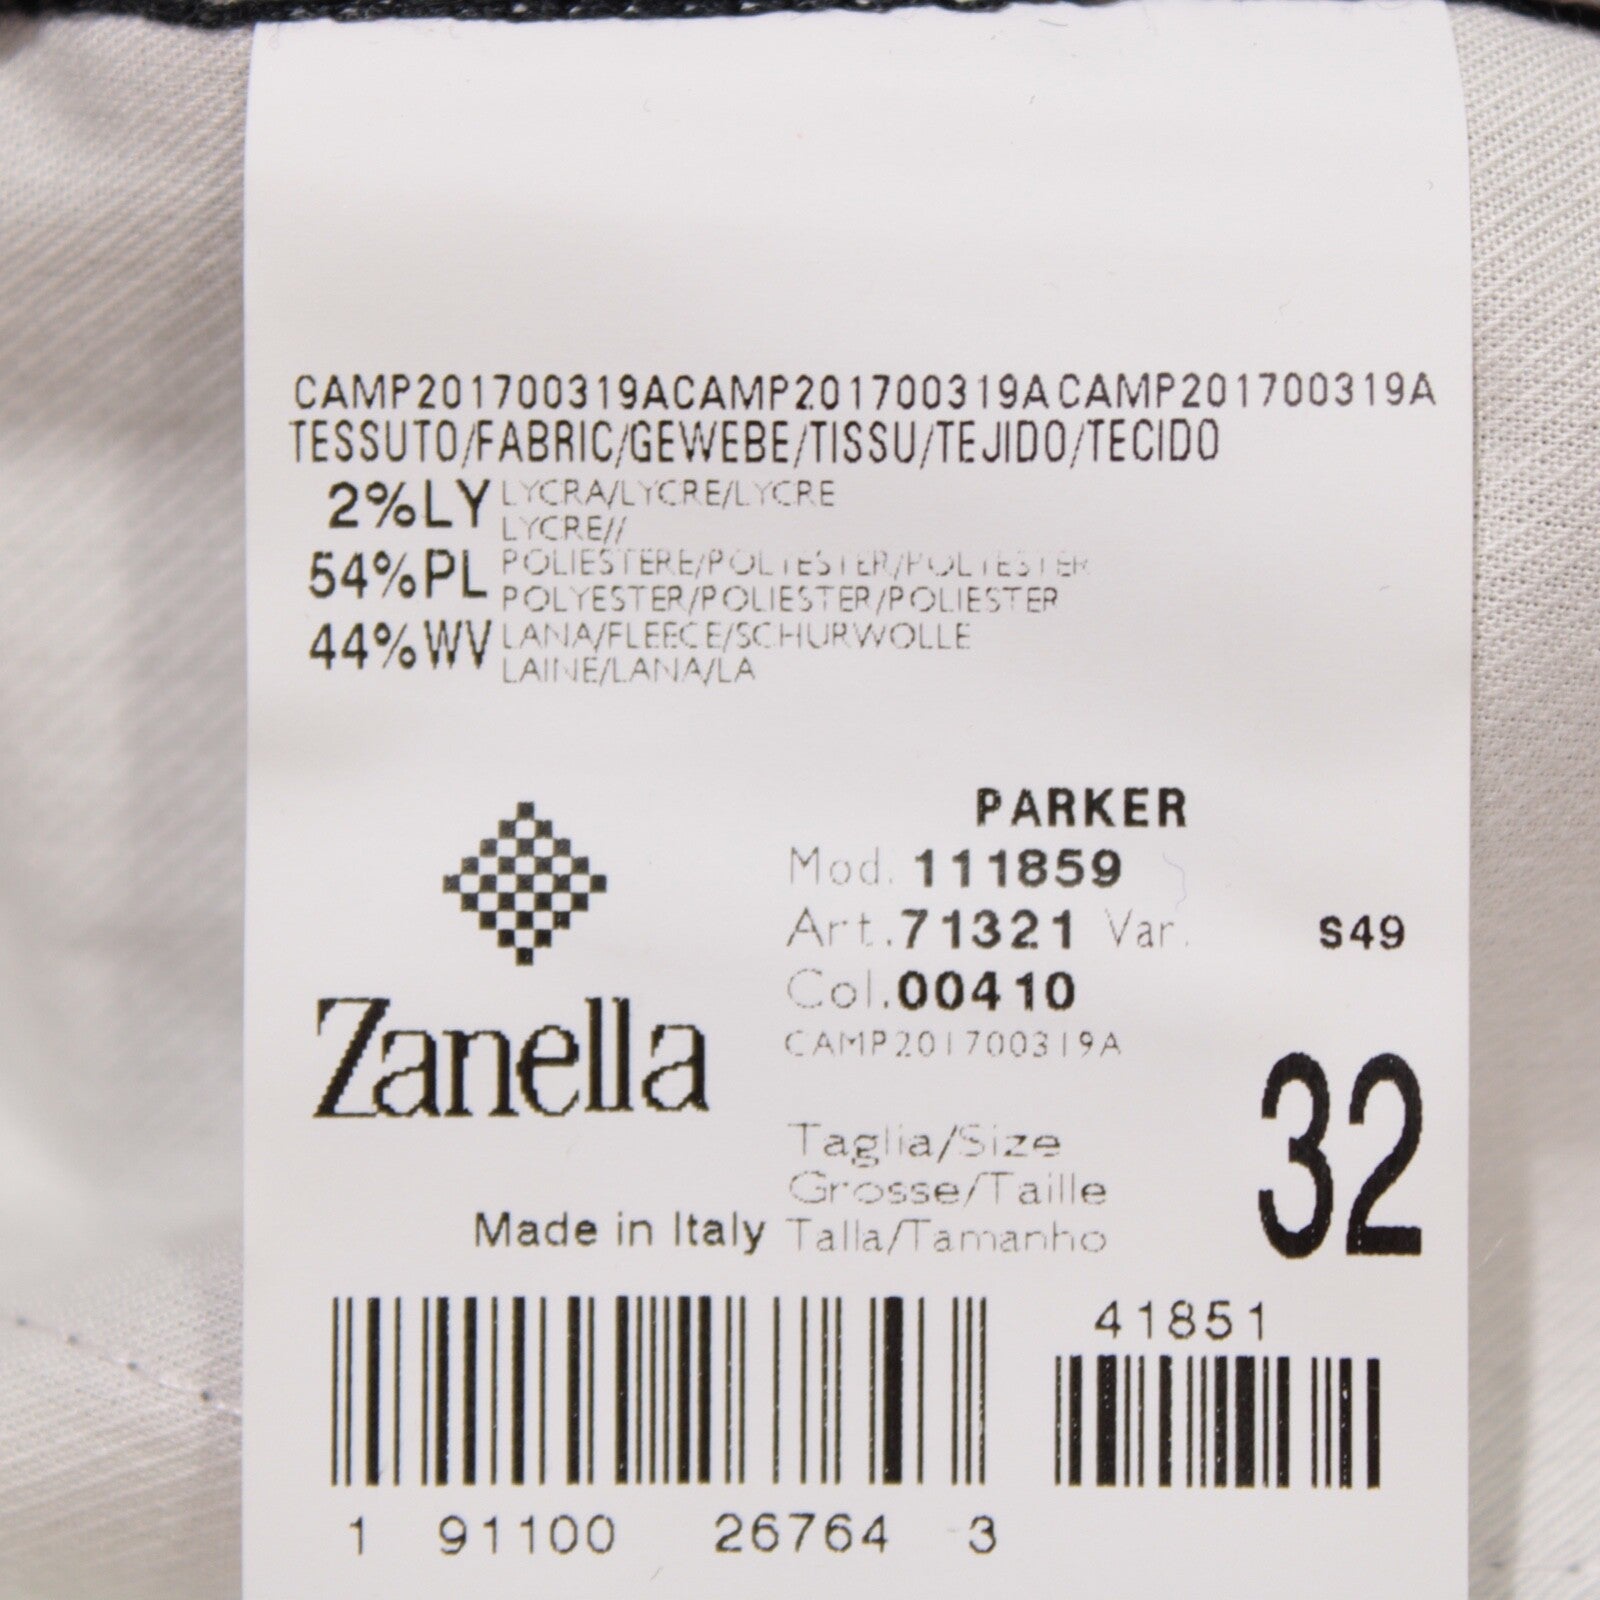 CAMP201700319ACAMP201700319ACAMP201700319A
TESSUTO/FABRIC/GEWEBE/TISSU/TEJIDO/TECIDO
2%LY LYCRA/LYCRE/LYCRE
LYCRE//
54%PL POLIESTERE/POLYESTER/POLYESTER
POLYESTER/POLIESTER/POLIESTER
44%WV LANA/FLEECE/SCHURWOLLE
LAINE/LANA/LA
PARKER
Mod. 111859
Art.71321 Var. S49
Col.00410
CAMP201700319A
Zanella
Taglia/Size
Grosse/Taille
Talla/Tamanho
32
Made in Italy
41851
1 91100 26764 3